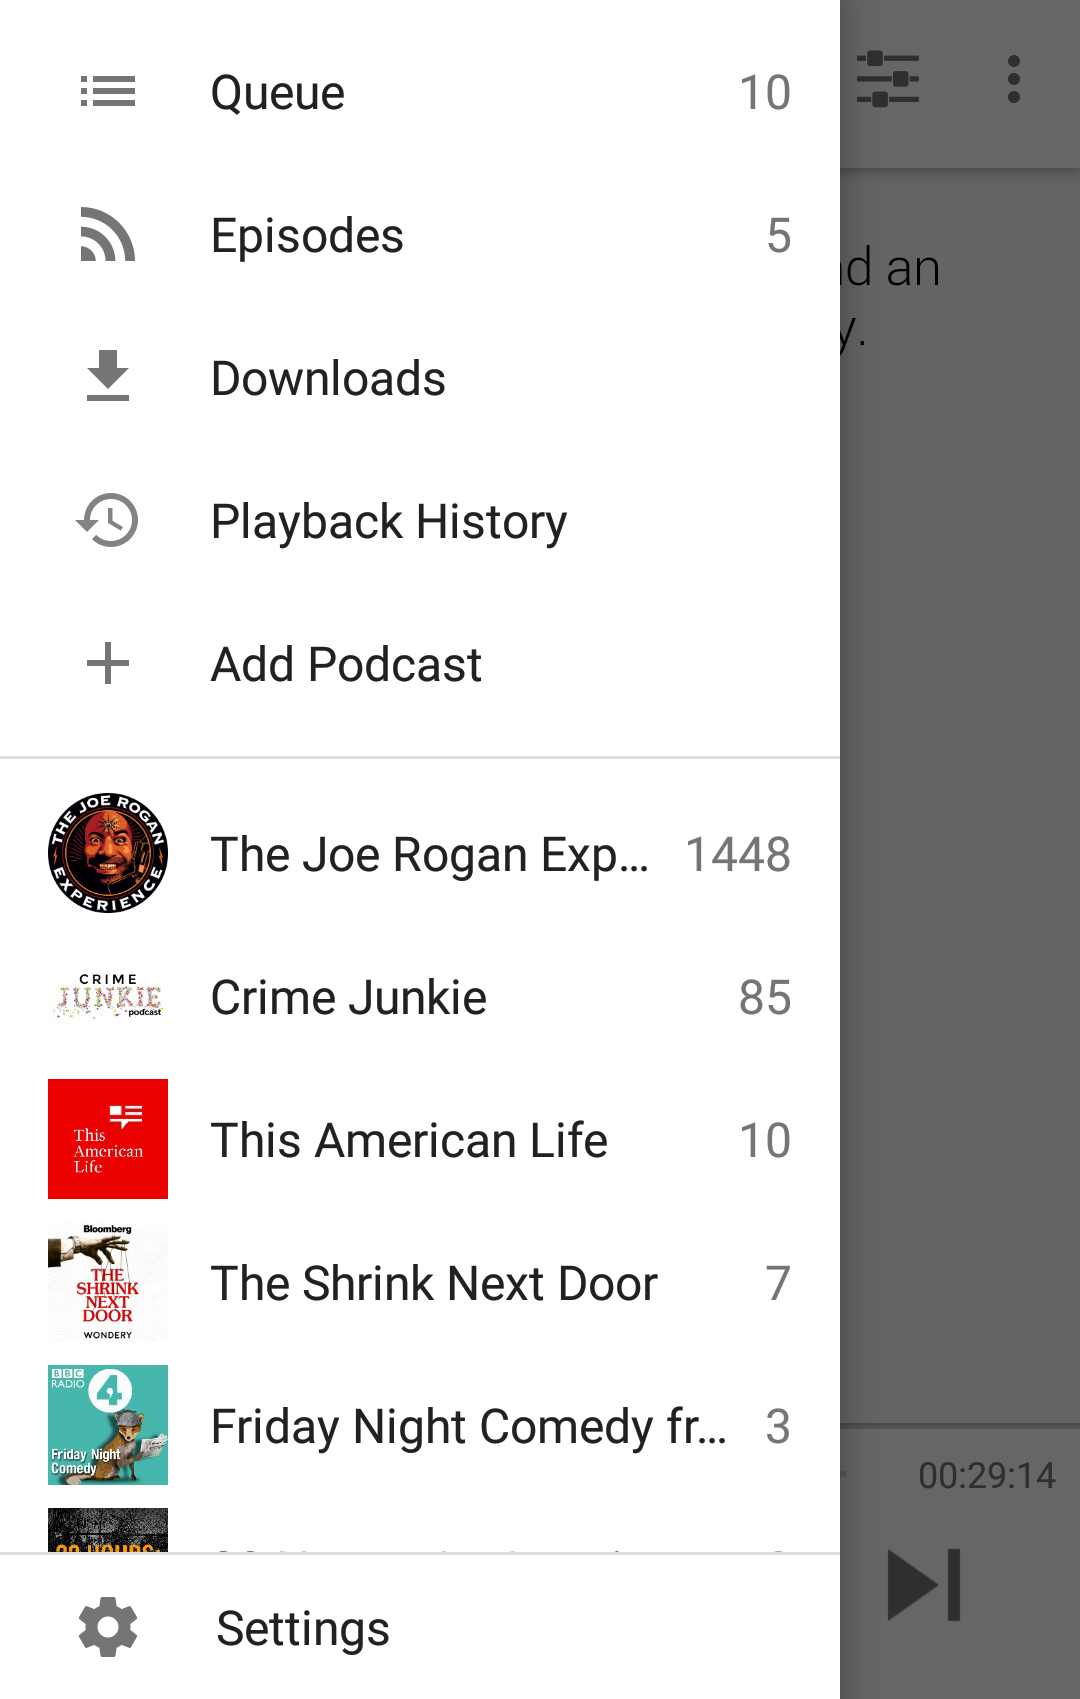 Queue 10
Episodes 5
Downloads
Playback History
Add Podcast
THE JOE ROGAN EXPERIENCE
The Joe Rogan Exp... 1448
CRIME
JUNKIE
podcast
Crime Junkie 85
This
American
Life
This American Life 10
Bloomberg
THE
SHRINK
NEXT
DOOR
WONDERY
The Shrink Next Door 7
BBC
RADIO
4
Friday Night
Comedy
Friday Night Comedy fr... 3
Settings
d an
y.
00:29:14